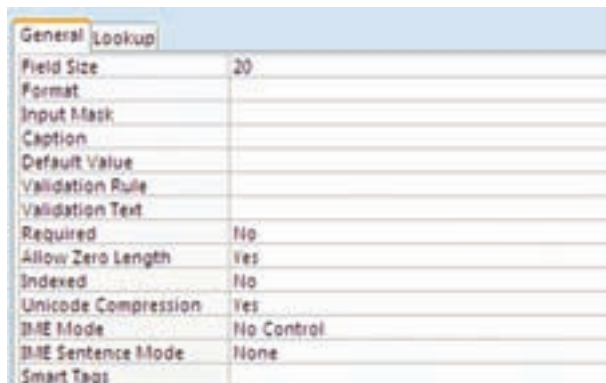 General Lookup
Field Size 20
Format
Input Mask
Caption
Default Value
Validation Rule
Validation Text
Required No
Allow Zero Length Yes
Indexed No
Unicode Compression Yes
IME Mode No Control
IME Sentence Mode None
Smart Tags